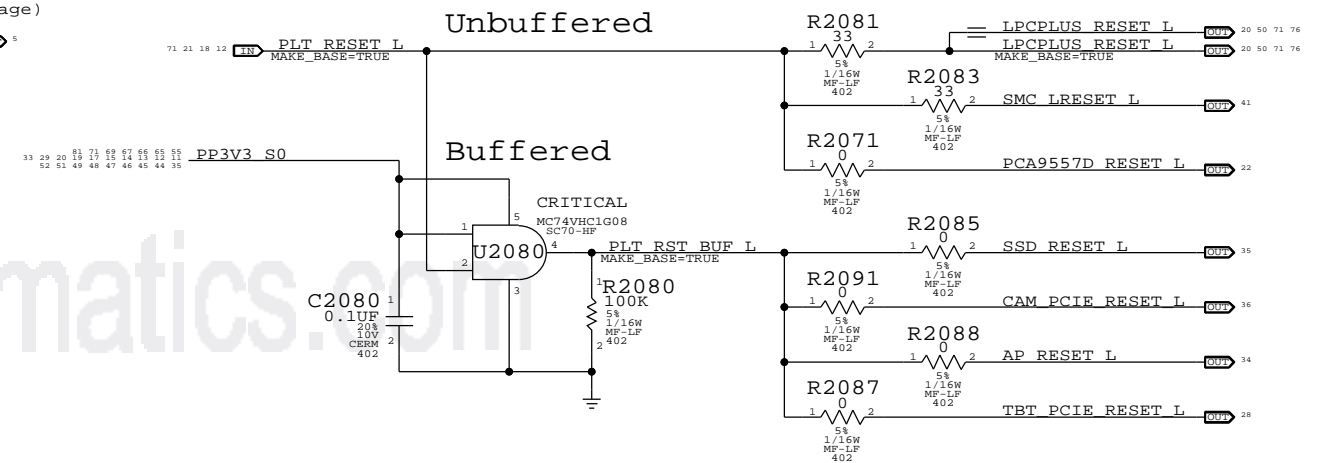 age)
5
Unbuffered
71 21 18 12 IN PLT_RESET_L
MAKE_BASE=TRUE
R2081
33
1 2
5%
1/16W
MF-LF
402
LPCPLUS_RESET_L OUT 20 50 71 76
LPCPLUS_RESET_L OUT 20 50 71 76
MAKE_BASE=TRUE
R2083
33
1 2
5%
1/16W
MF-LF
402
SMC_LRESET_L OUT 41
R2071
0
1 2
5%
1/16W
MF-LF
402
PCA9557D_RESET_L OUT 22
Buffered
81 71 69 67 66 65 55
33 29 20 19 17 15 14 13 12 11
52 51 49 48 47 46 45 44 35
PP3V3_S0
CRITICAL
MC74VHC1G08
SC70-HF
5
1
U2080
4
2
3
PLT_RST_BUF_L
MAKE_BASE=TRUE
C2080
0.1UF
20%
10V
CERM
402
1
2
1
R2080
100K
5%
1/16W
MF-LF
402
2
R2085
0
1 2
5%
1/16W
MF-LF
402
SSD_RESET_L OUT 35
R2091
0
1 2
5%
1/16W
MF-LF
402
CAM_PCIE_RESET_L OUT 36
R2088
0
1 2
5%
1/16W
MF-LF
402
AP_RESET_L OUT 34
R2087
0
1 2
5%
1/16W
MF-LF
402
TBT_PCIE_RESET_L OUT 28
matics.com